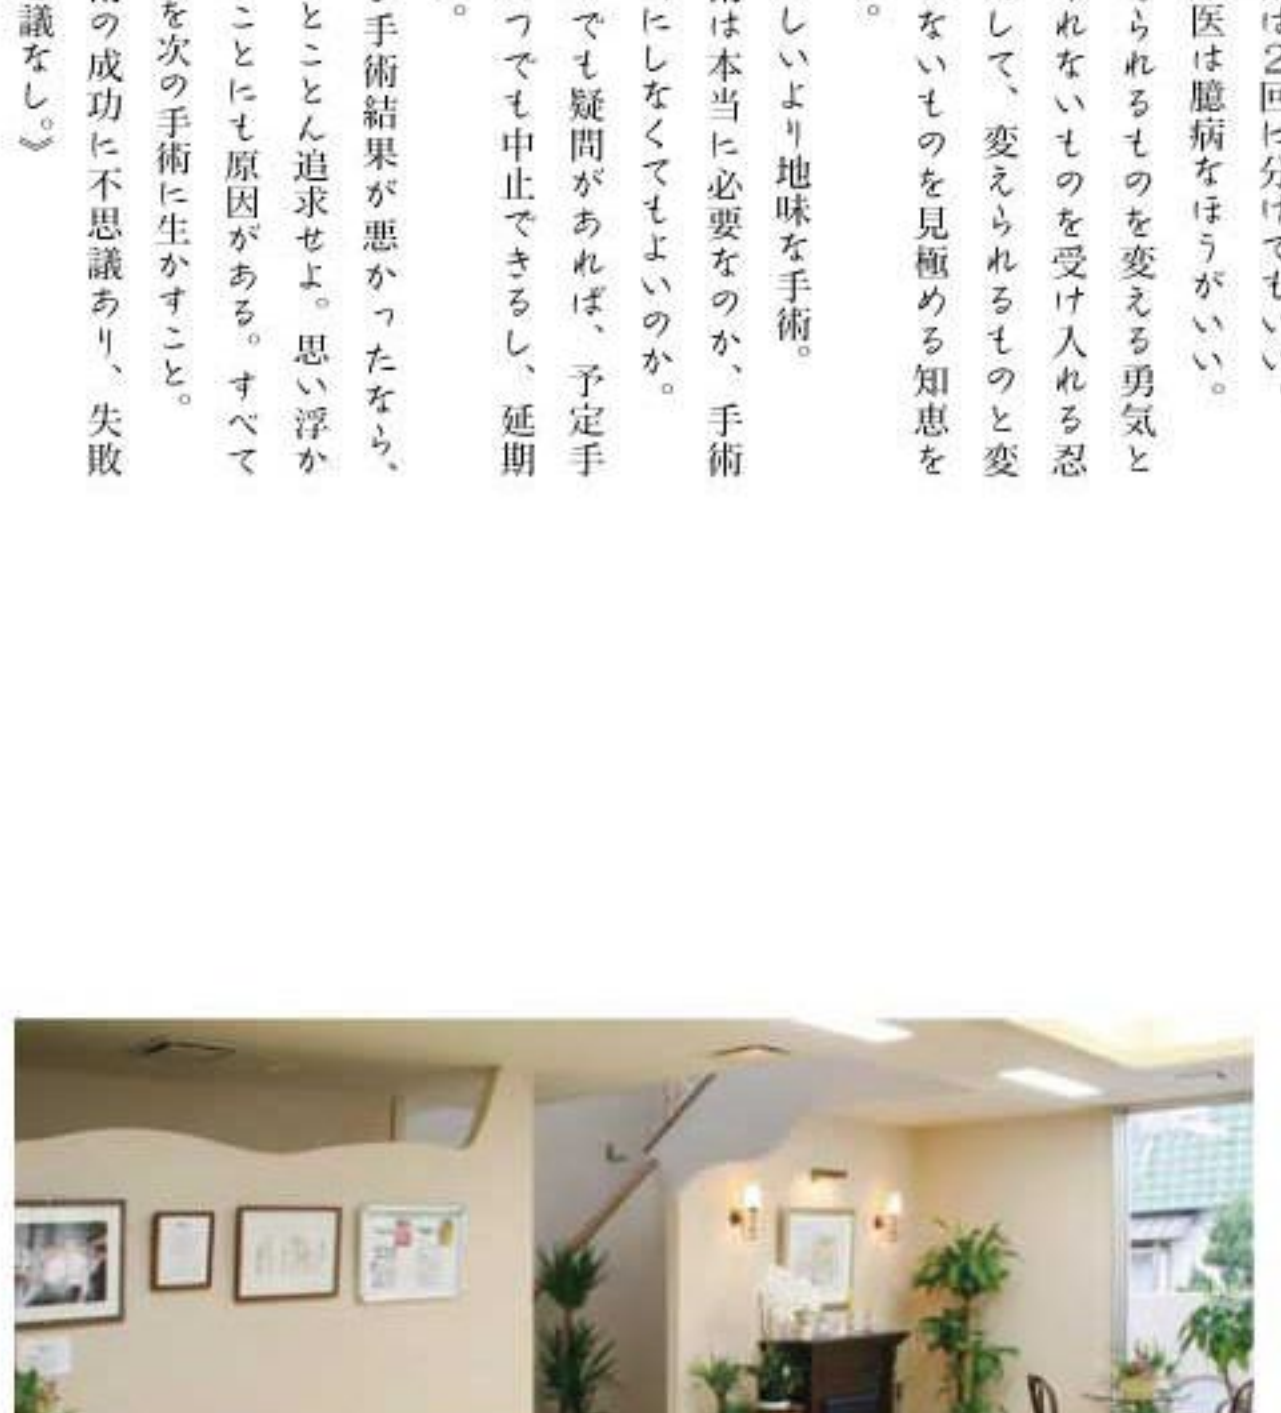 は2回に分けてもいい。
医は臆病なほうがいい。
られるものを変える勇気と
れないものを受け入れる忍
して、変えられるものと変
ないものを見極める知恵を
。
しいより地味な手術。
は本当に必要なのか、手術
にしなくてもよいのか。
でも疑問があれば、予定手
つでも中止できるし、延期
。
手術結果が悪かったなら、
とことん追求せよ。思い浮か
ことにも原因がある。すべて
を次の手術に生かすこと。
の成功に不思議あり、失敗
議なし。》